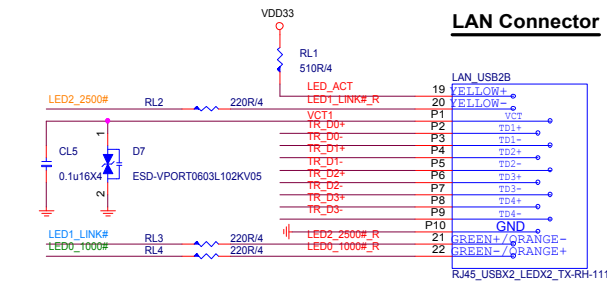 VDD33
LAN Connector
RL1
510R/4
LAN_USB2B
LED_ACT
19
YELLOW+
LED2_2500#
RL2
220R/4
LED1_LINK#_R
20
YELLOW-
VCT1
P1
VCT
TR_D0+
P2
TD1+
TR_D0-
P3
TD1-
TR_D1+
P4
TD2+
TR_D1-
P5
TD2-
TR_D2+
P6
TD3+
TR_D2-
P7
TD3-
TR_D3+
P8
TD4+
TR_D3-
P9
TD4-
P10
GND
1
CL5
D7
0.1u16X4
ESD-VPORT0603L102KV05
2
LED1_LINK#
RL3
220R/4
LED2_2500#_R
21
GREEN+/ORANGE-
LED0_1000#
RL4
220R/4
LED0_1000#_R
22
GREEN-/ORANGE+
RJ45_USBX2_LEDX2_TX-RH-111